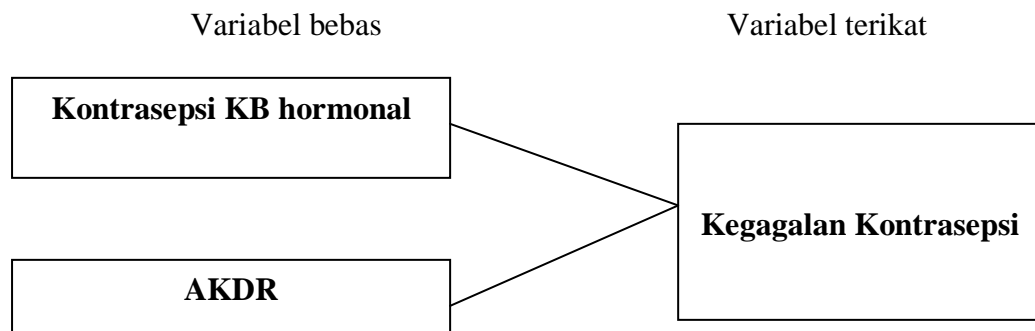 Variabel bebas
Variabel terikat
Kontrasepsi KB hormonal
Kegagalan Kontrasepsi
AKDR